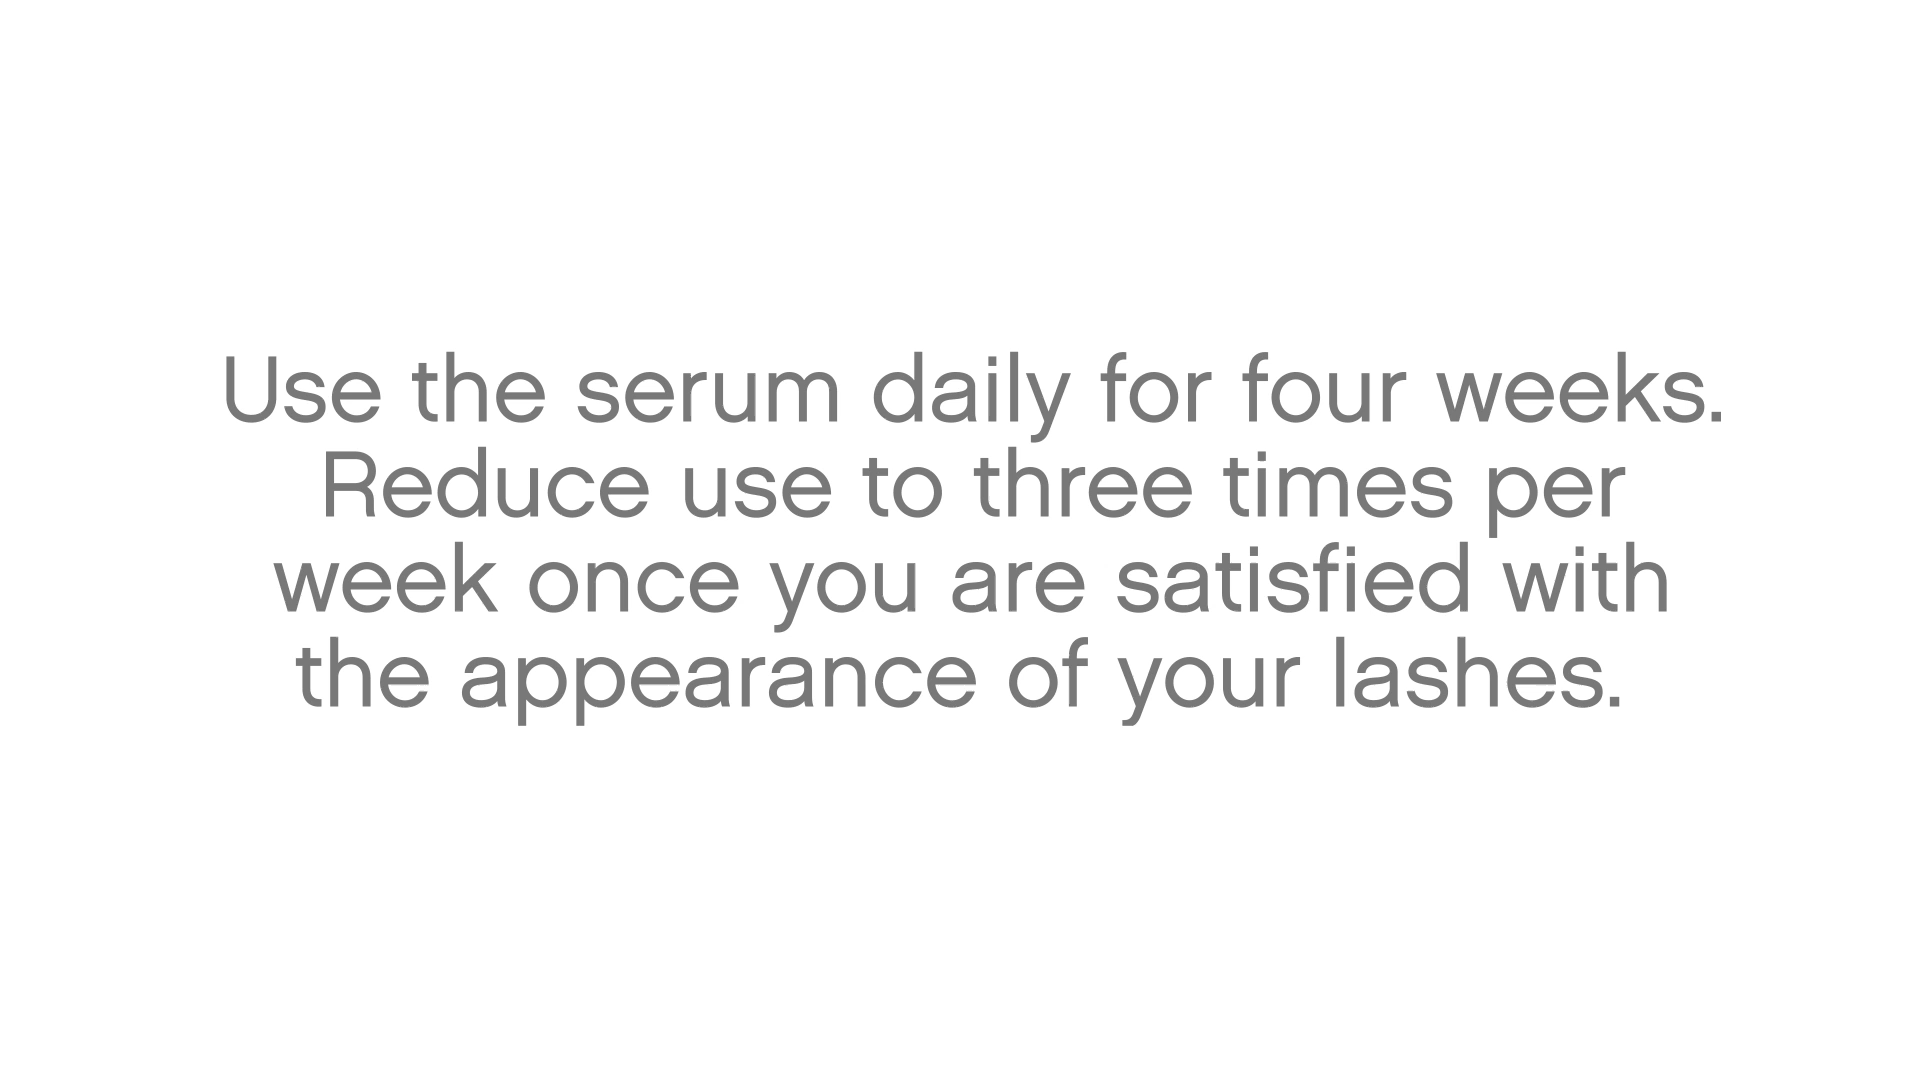 Use the serum daily for four weeks.
Reduce use to three times per
week once you are satisfied with
the appearance of your lashes.